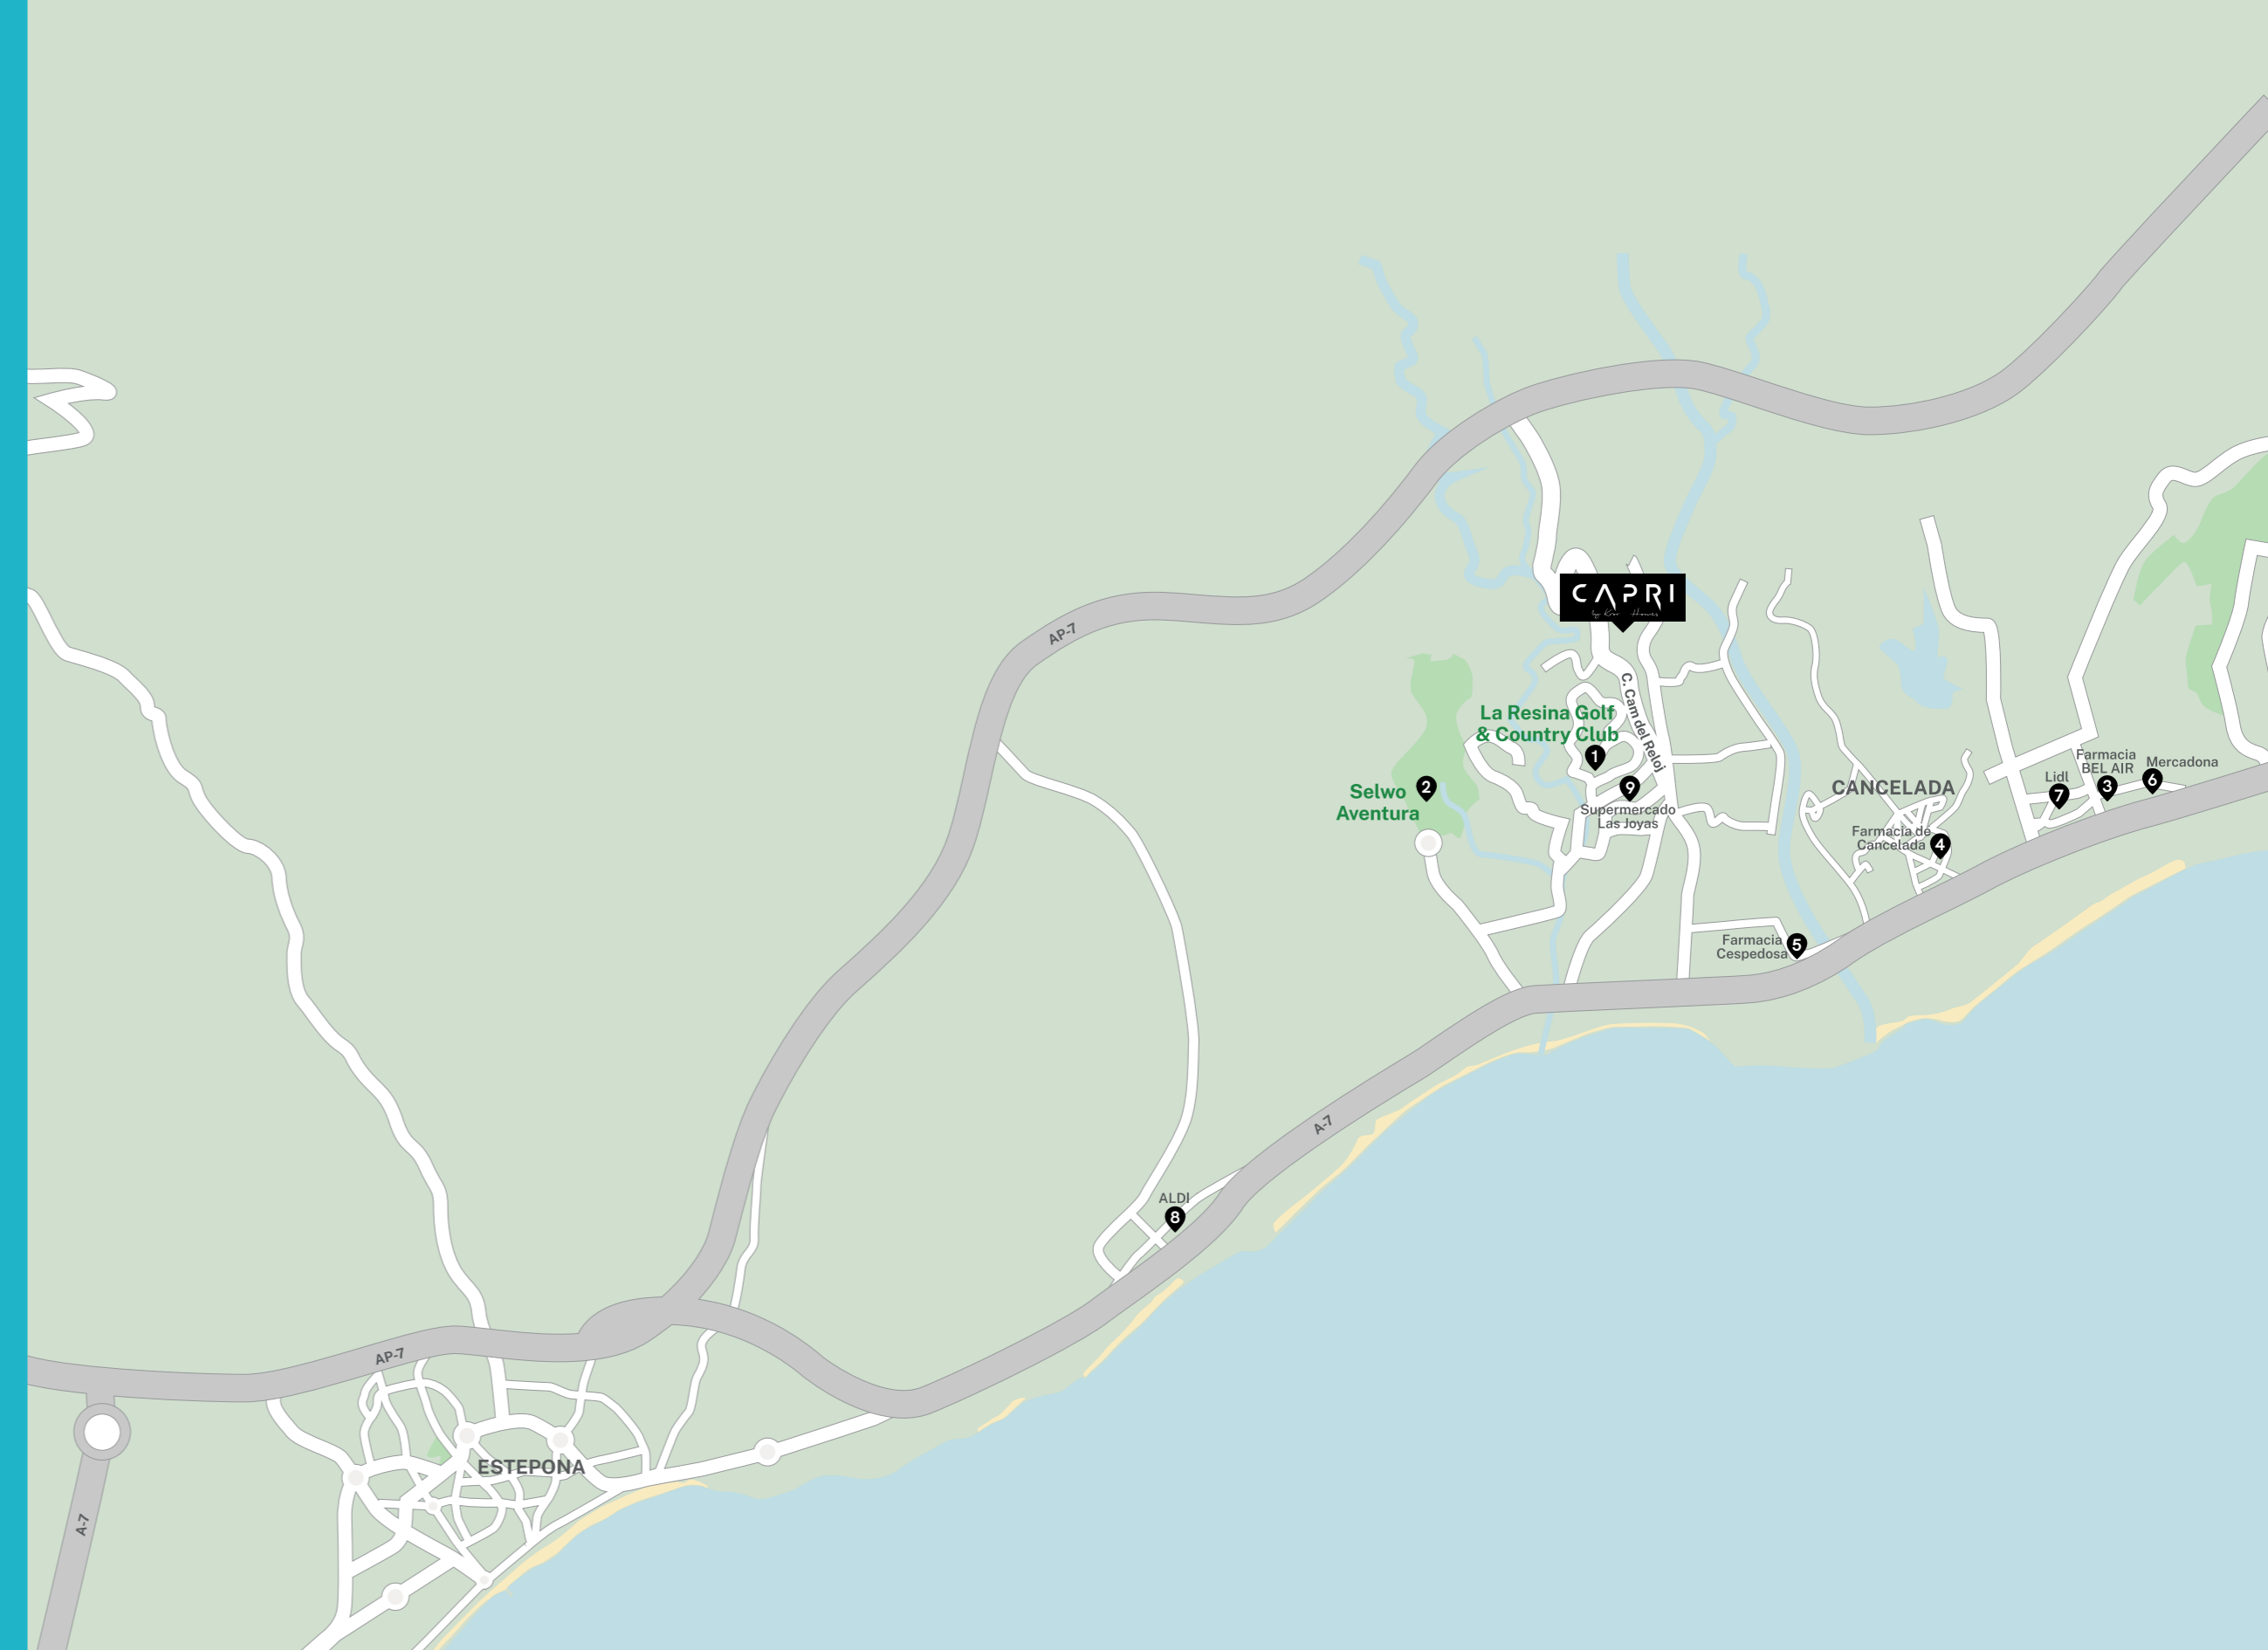 CAPRI
AP-7
C. Cam del Reloj
La Resina Golf
& Country Club
1
Selwo
Aventura
2
9
Supermercado
Las Joyas
CANCELADA
Farmacia de
Cancelada
4
Lidl
7
Farmacia
BEL AIR
3
Mercadona
6
Farmacia
Cespedosa
5
A-7
ALDI
8
AP-7
ESTEPONA
A-7